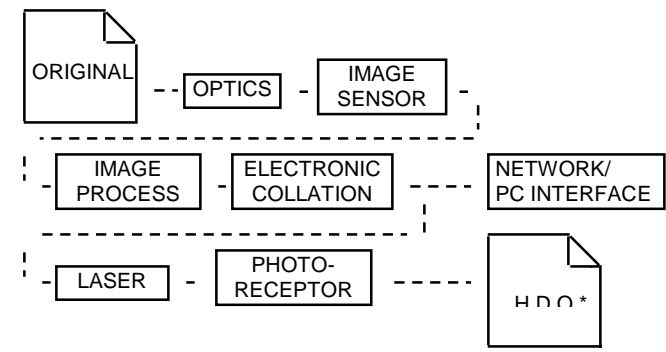 ORIGINAL
OPTICS
IMAGE
SENSOR
IMAGE
PROCESS
ELECTRONIC
COLLATION
NETWORK/
PC INTERFACE
LASER
PHOTO-
RECEPTOR
H D O *